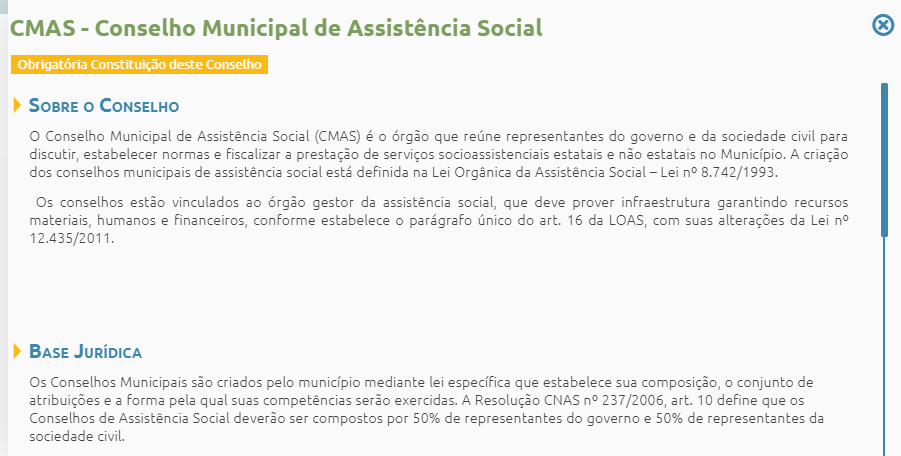 CMAS - Conselho Municipal de Assistência Social
Obrigatória Constituição deste Conselho
Sobre o Conselho
O Conselho Municipal de Assistência Social (CMAS) é o órgão que reúne representantes do governo e da sociedade civil para
discutir, estabelecer normas e fiscalizar a prestação de serviços socioassistenciais estatais e não estatais no Município. A criação
dos conselhos municipais de assistência social está definida na Lei Orgânica da Assistência Social – Lei nº 8.742/1993.
Os conselhos estão vinculados ao órgão gestor da assistência social, que deve prover infraestrutura garantindo recursos
materiais, humanos e financeiros, conforme estabelece o parágrafo único do art. 16 da LOAS, com suas alterações da Lei nº
12.435/2011.
Base Jurídica
Os Conselhos Municipais são criados pelo município mediante lei específica que estabelece sua composição, o conjunto de
atribuições e a forma pela qual suas competências serão exercidas. A Resolução CNAS nº 237/2006, art. 10 define que os
Conselhos de Assistência Social deverão ser compostos por 50% de representantes do governo e 50% de representantes da
sociedade civil.